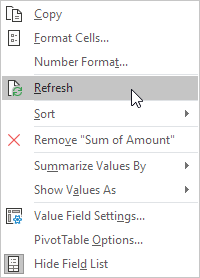 Copy
Format Cells...
Number Format...
Refresh
Sort
Remove "Sum of Amount"
Summarize Values By
Show Values As
Value Field Settings...
PivotTable Options...
Hide Field List